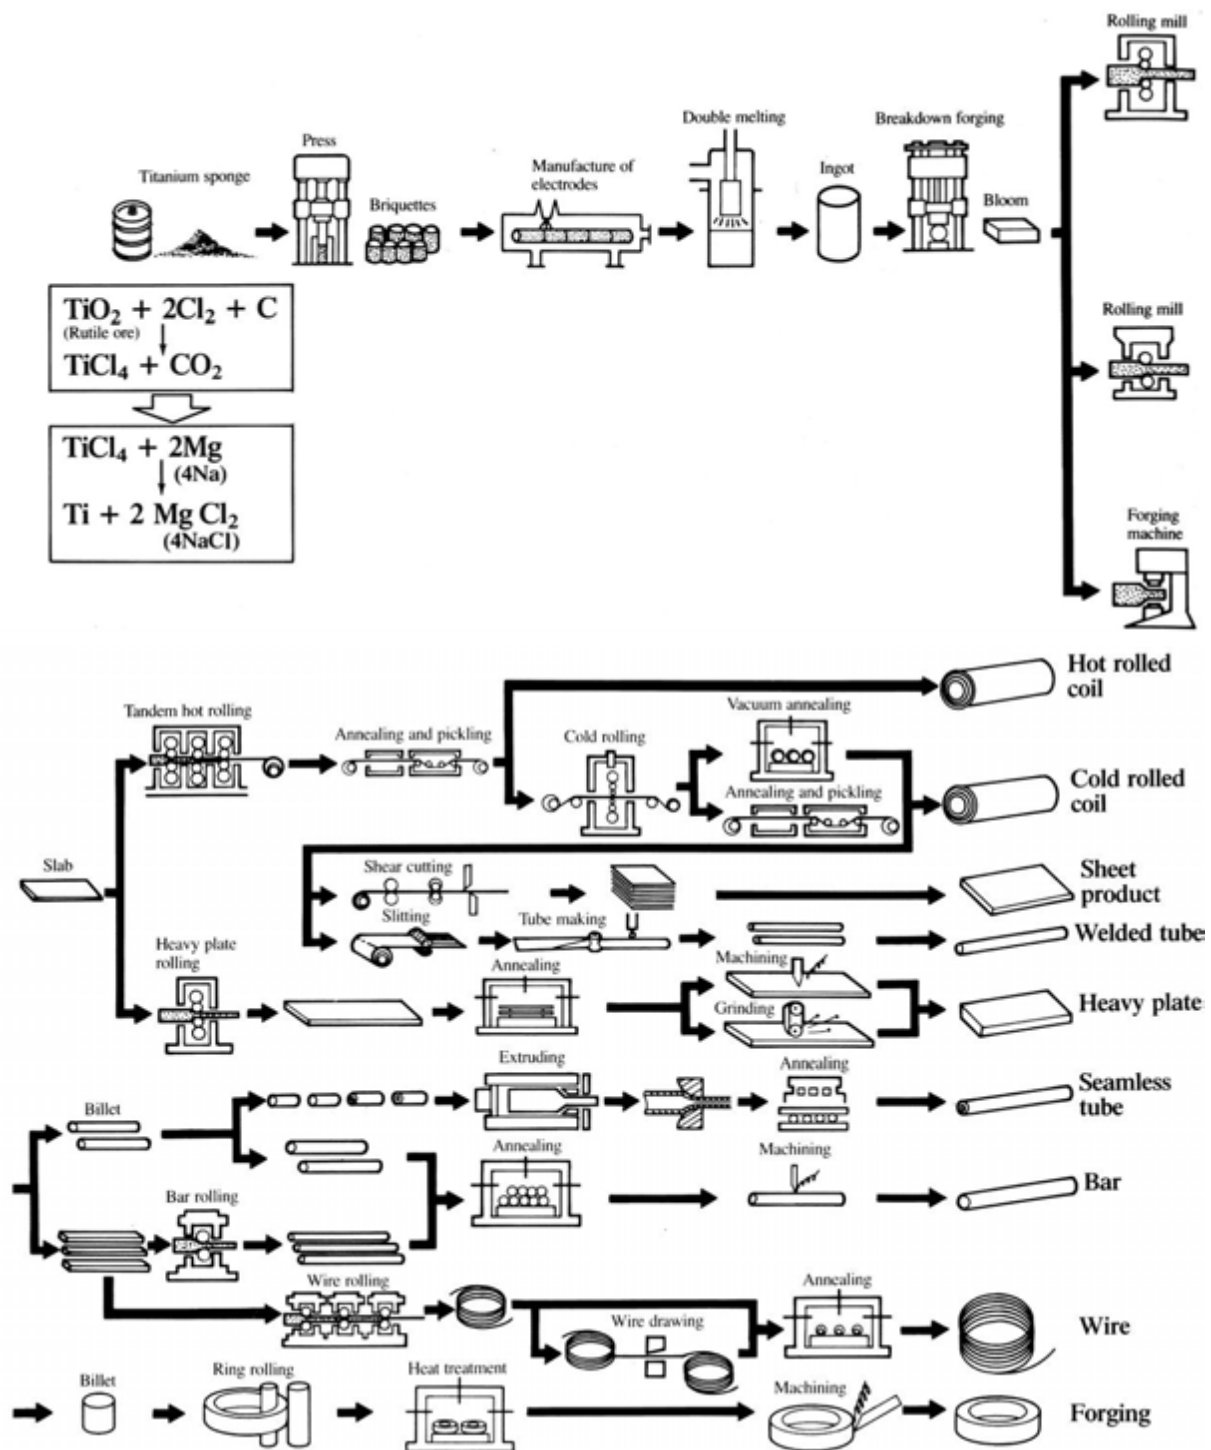 Rolling mill
Double melting
Breakdown forging
Press
Manufacture of
electrodes
Ingot
Titanium sponge
Briquettes
Bloom
TiO₂ + 2Cl₂ + C
(Rutile ore)
TiCl₄ + CO₂
TiCl₄ + 2Mg
(4Na)
Ti + 2 Mg Cl₂
(4NaCl)
Rolling mill
Forging
machine
Hot rolled
coil
Tandem hot rolling
Annealing and pickling
Cold rolling
Vacuum annealing
Annealing and pickling
Cold rolled
coil
Slab
Shear cutting
Sheet
product
Slitting
Tube making
Welded tube
Heavy plate
rolling
Annealing
Machining
Grinding
Heavy plate
Billet
Extruding
Annealing
Seamless
tube
Annealing
Machining
Bar
Bar rolling
Wire rolling
Wire drawing
Annealing
Wire
Billet
Ring rolling
Heat treatment
Machining
Forging